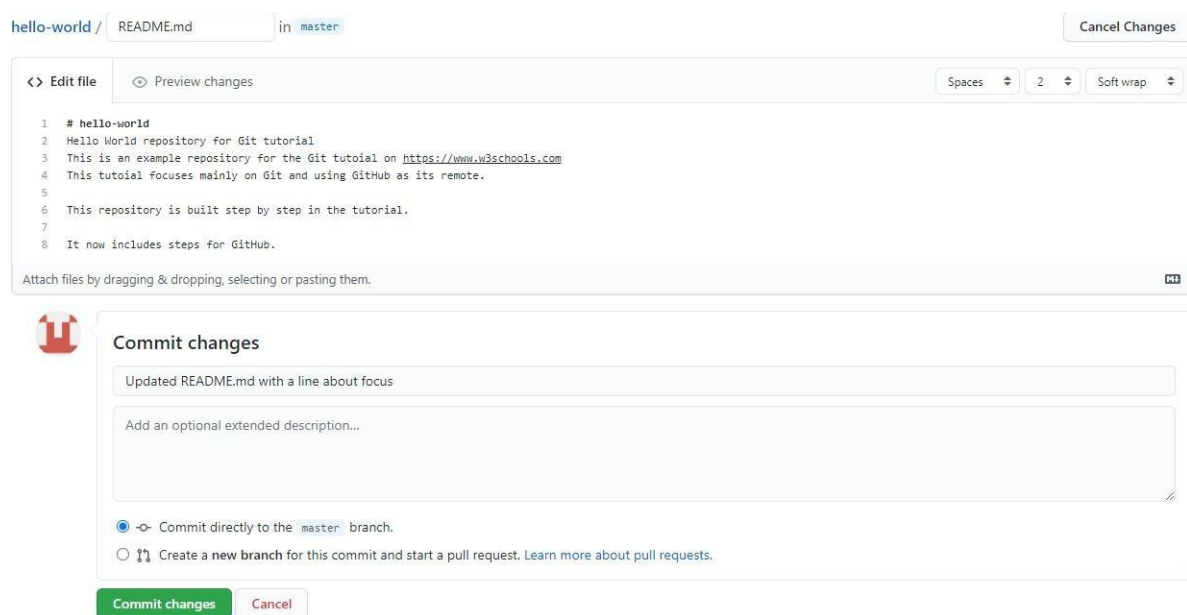 hello-world / README.md in master Cancel Changes
<> Edit file Preview changes Spaces 2 Soft wrap
1 # hello-world
2 Hello World repository for Git tutorial
3 This is an example repository for the Git tutoial on https://www.w3schools.com
4 This tutoial focuses mainly on Git and using GitHub as its remote.
5
6 This repository is built step by step in the tutorial.
7
8 It now includes steps for GitHub.
Attach files by dragging & dropping, selecting or pasting them.
Commit changes
Updated README.md with a line about focus
Add an optional extended description...
Commit directly to the master branch.
Create a new branch for this commit and start a pull request. Learn more about pull requests.
Commit changes Cancel